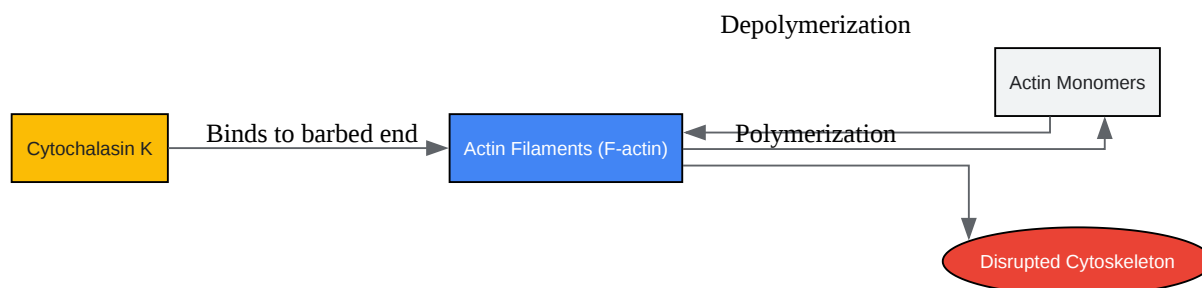 Depolymerization
Actin Monomers
Cytochalasin K
Binds to barbed end
Actin Filaments (F-actin)
Polymerization
Disrupted Cytoskeleton